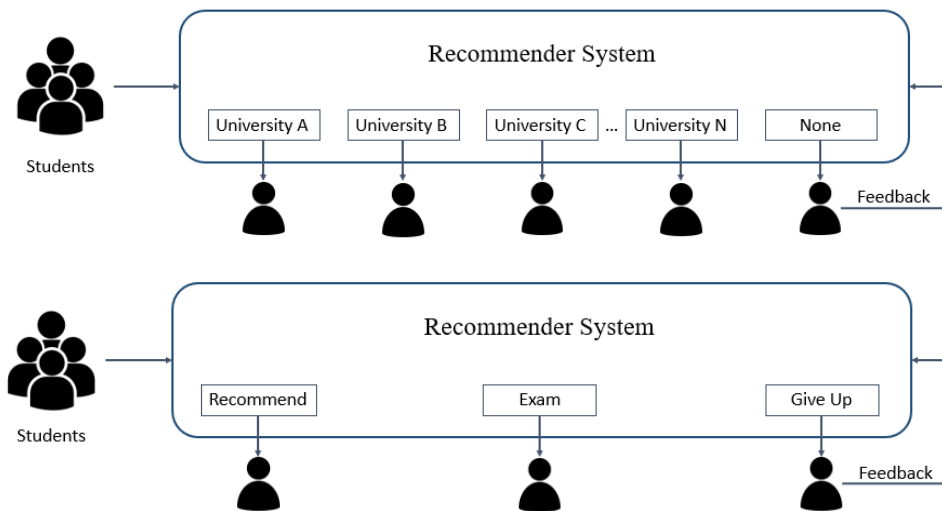 Recommender System
University A University B University C ... University N None
Students
Feedback
Recommender System
Recommend Exam Give Up
Students
Feedback